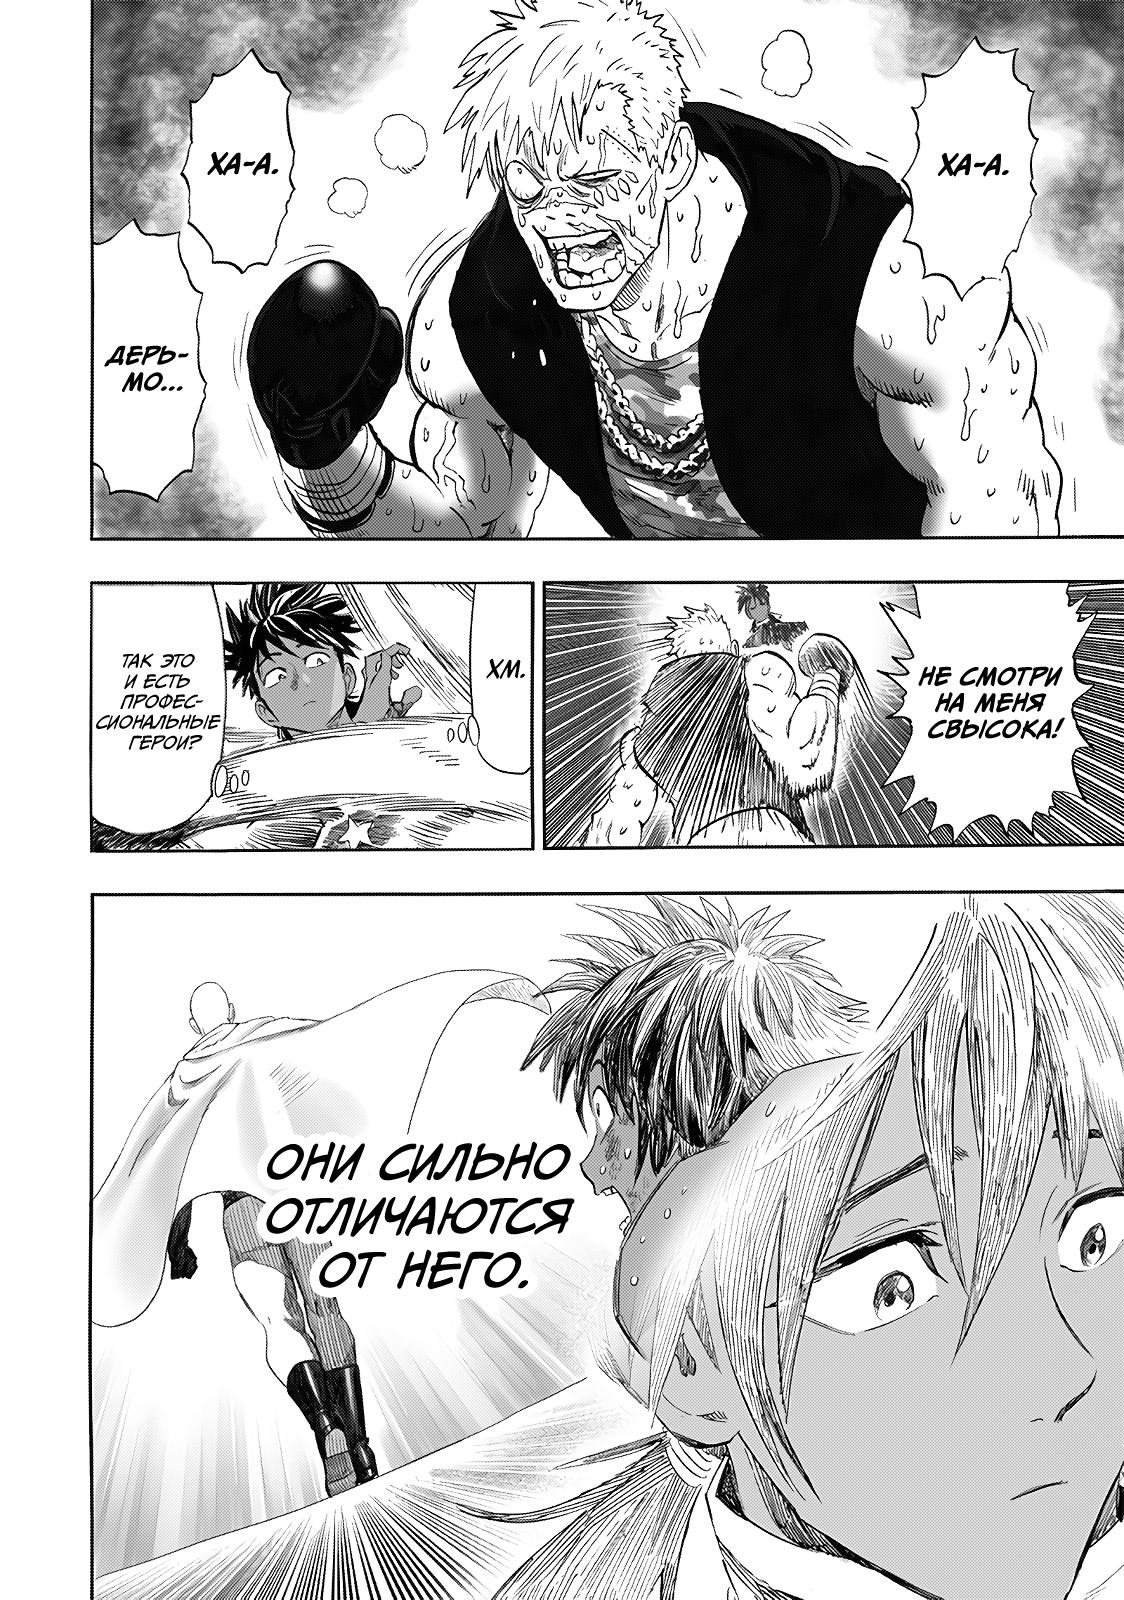 ХА-А.
ХА-А.
ДЕРЬ-
МО...
НЕ СМОТРИ
НА МЕНЯ
СВЫСОКА!
ХМ.
ТАК ЭТО
И ЕСТЬ
ПРОФЕС-
СИОНАЛЬНЫЕ
ГЕРОИ?
ОНИ СИЛЬНО
ОТЛИЧАЮТСЯ
ОТ НЕГО.